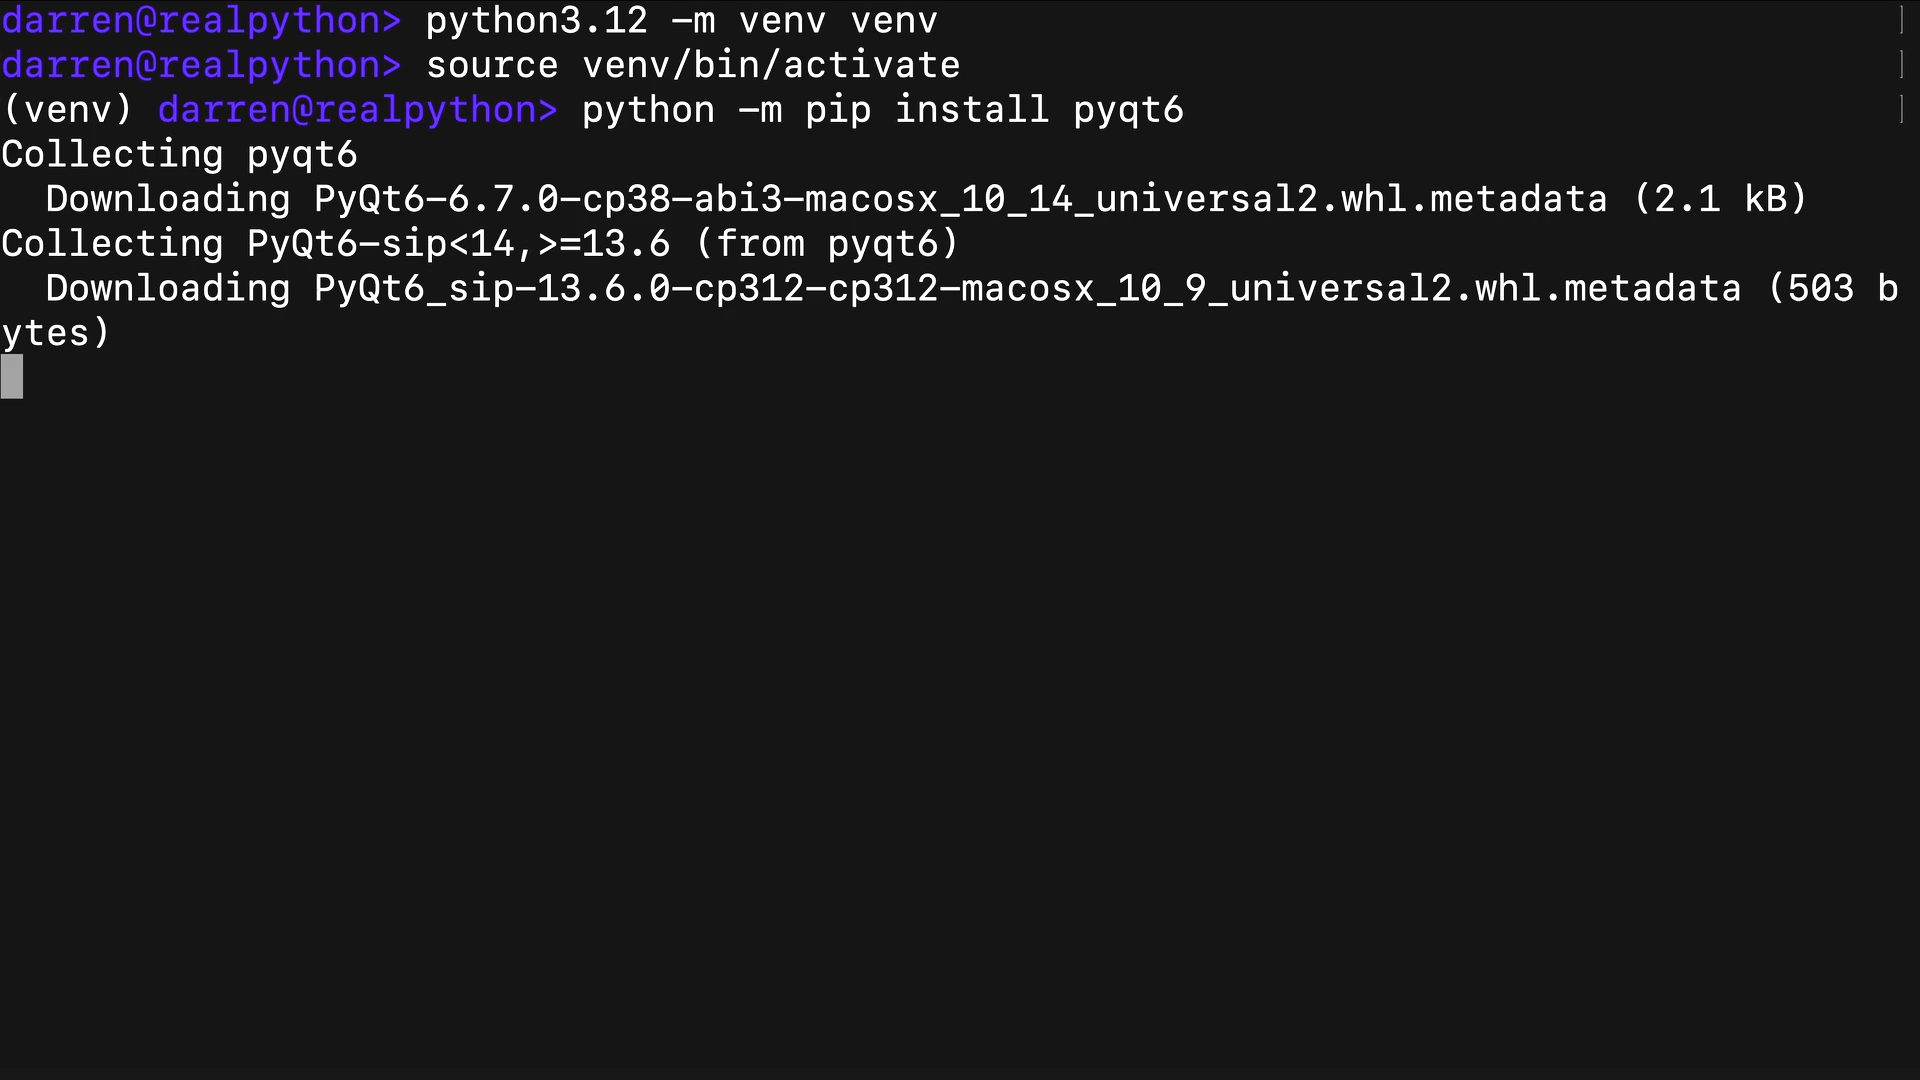 darren@realpython> python3.12 -m venv venv ]
darren@realpython> source venv/bin/activate ]
(venv) darren@realpython> python -m pip install pyqt6 ]
Collecting pyqt6
  Downloading PyQt6-6.7.0-cp38-abi3-macosx_10_14_universal2.whl.metadata (2.1 kB)
Collecting PyQt6-sip<14,>=13.6 (from pyqt6)
  Downloading PyQt6_sip-13.6.0-cp312-cp312-macosx_10_9_universal2.whl.metadata (503 b
ytes)